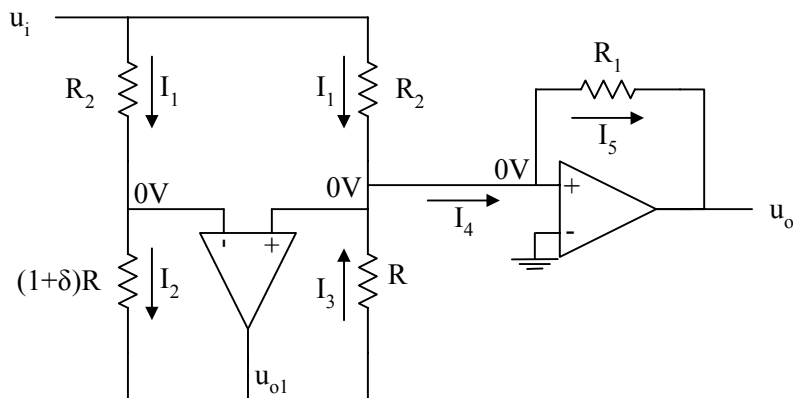 u_i
R_1
R_2 I_1 I_1 R_2
I_5
0V 0V 0V
+
-
I_4
u_o
- +
(1+δ)R I_2 I_3 R
u_o1